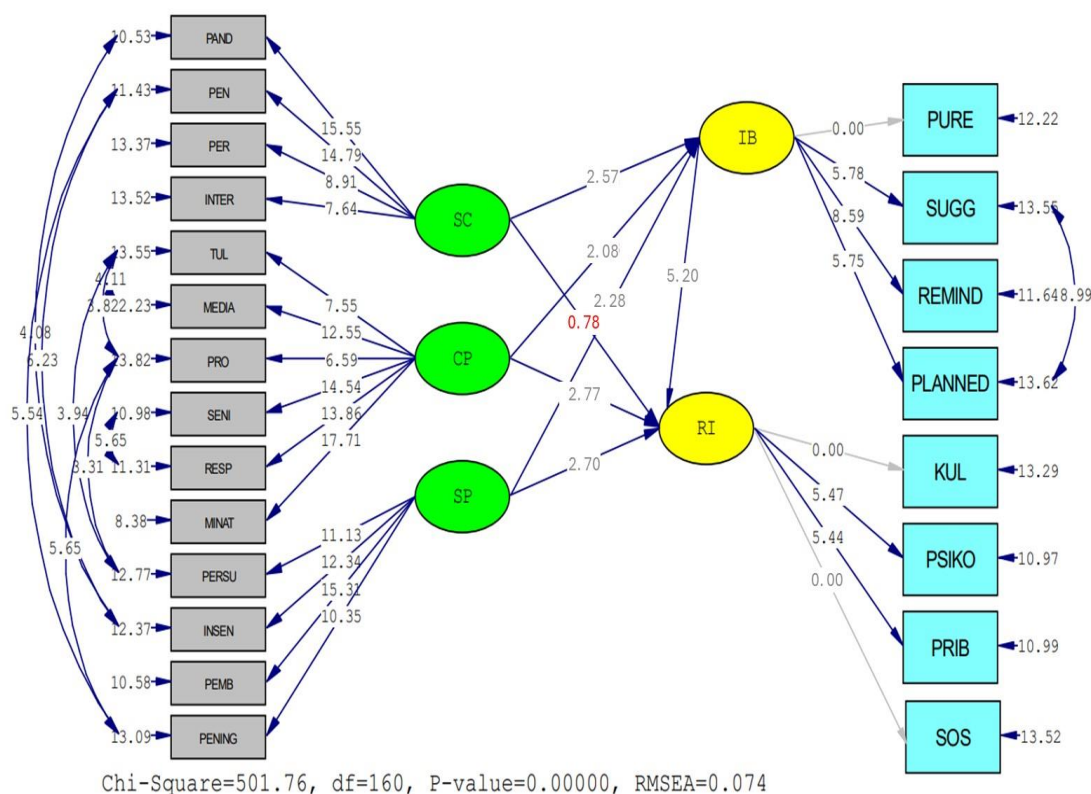 10.53 PAND
11.43 PEN
13.37 PER
13.52 INTER
13.55 TUL
MEDIA
PRO
10.98 SENI
11.31 RESP
8.38 MINAT
12.77 PERSU
12.37 INSEN
10.58 PEMB
13.09 PENING
4.11
4.08
5.54
3.94
5.65
3.31
5.65
15.55
14.79
8.91
7.64
7.55
12.55
6.59
14.54
13.86
17.71
11.13
12.34
15.31
10.35
SC
CP
SP
2.57
2.08
2.28
0.78
2.77
2.70
5.20
IB
RI
0.00
5.78
8.59
5.75
0.00
5.47
5.44
0.00
PURE 12.22
SUGG 13.55
REMIND 11.64 8.99
PLANNED 13.62
KUL 13.29
PSIKO 10.97
PRIB 10.99
SOS 13.52
Chi-Square=501.76, df=160, P-value=0.00000, RMSEA=0.074